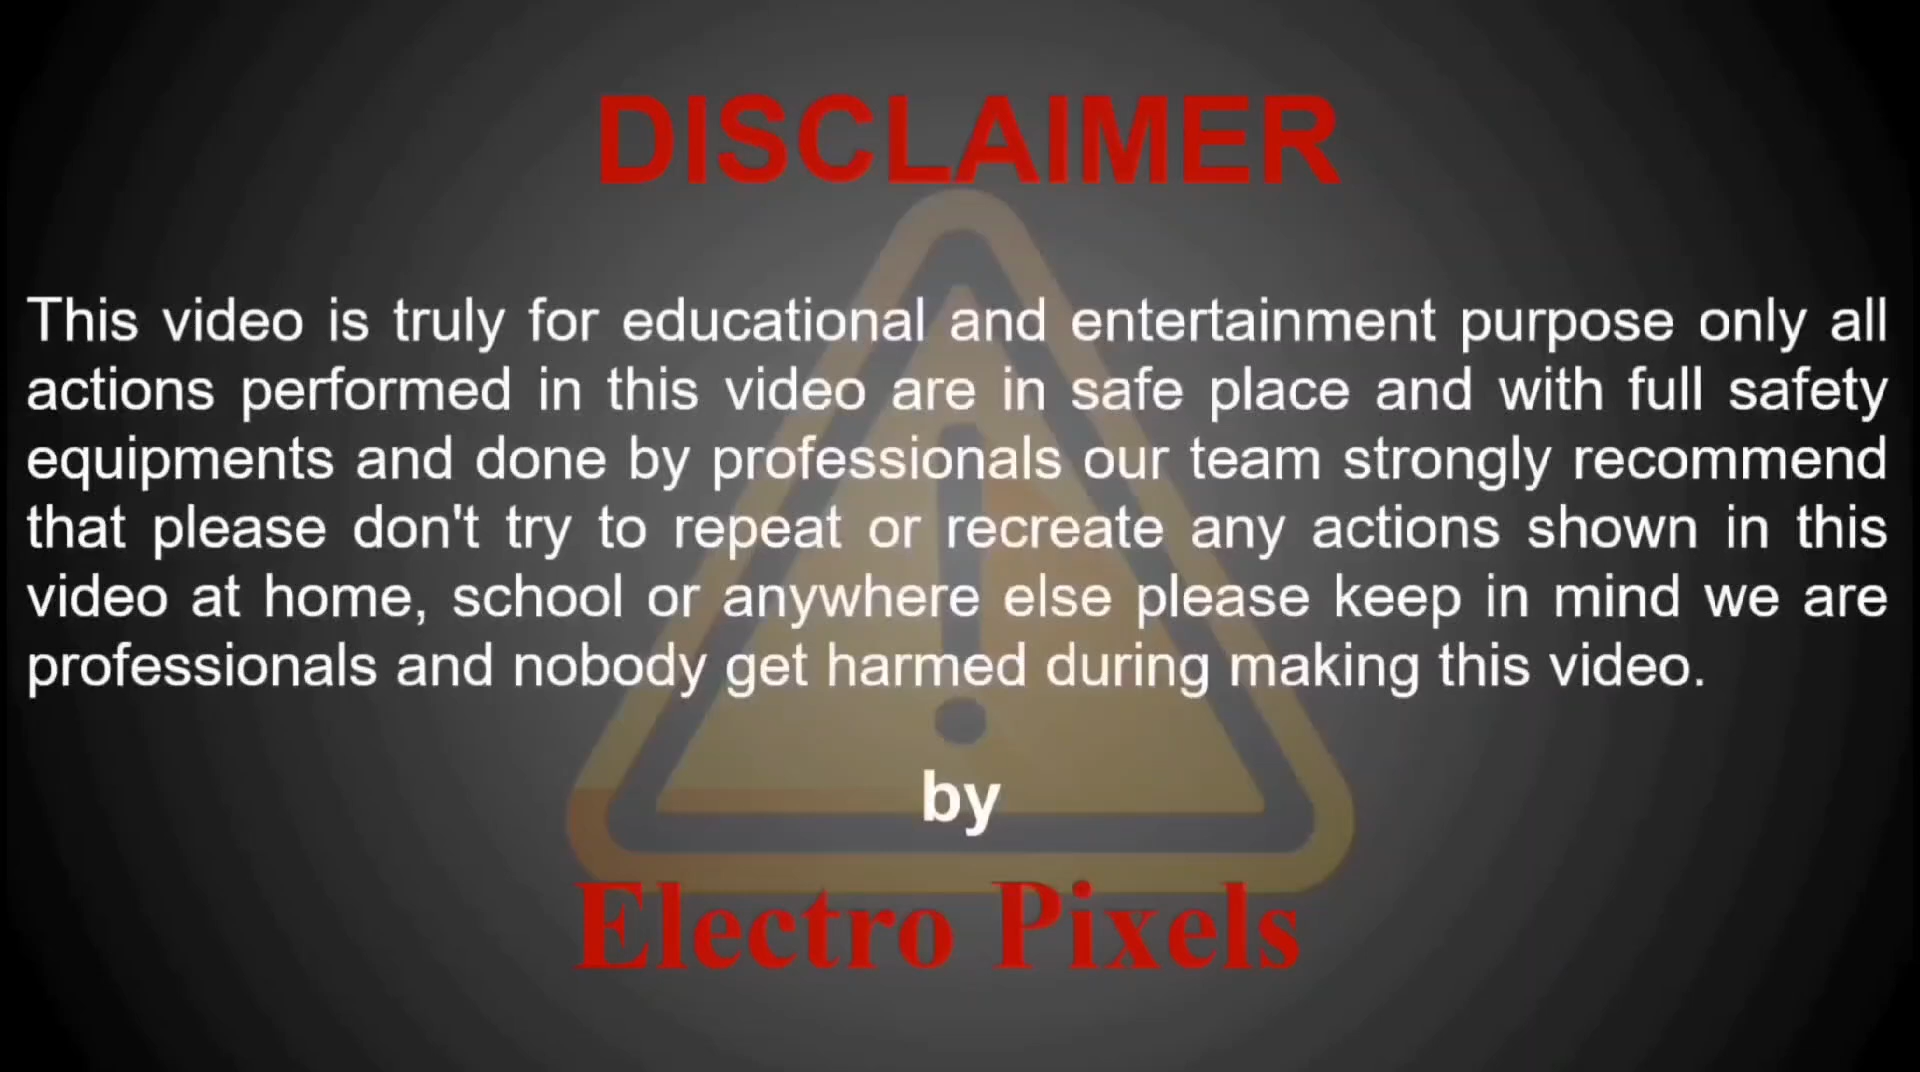 DISCLAIMER
This video is truly for educational and entertainment purpose only all
actions performed in this video are in safe place and with full safety
equipments and done by professionals our team strongly recommend
that please don't try to repeat or recreate any actions shown in this
video at home, school or anywhere else please keep in mind we are
professionals and nobody get harmed during making this video.
by
Electro Pixels